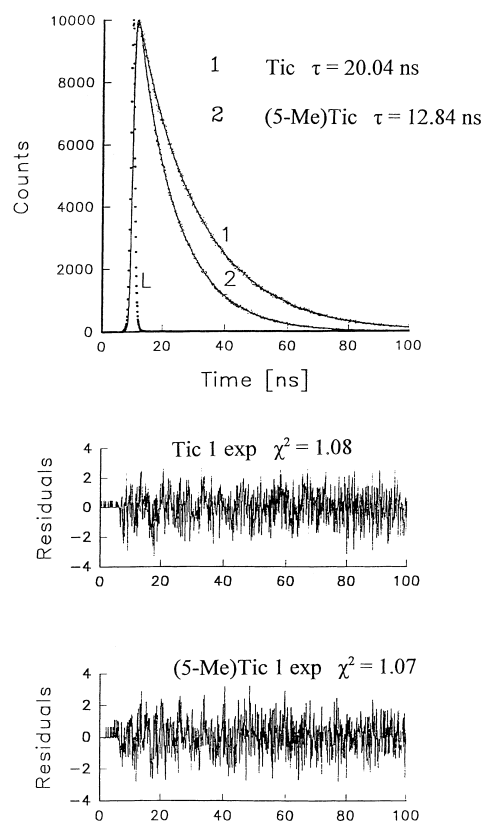 10000
1 Tic τ = 20.04 ns
8000
2 (5-Me)Tic τ = 12.84 ns
6000
Counts
4000
1
2
2000
L
0
0 20 40 60 80 100
Time [ns]
Tic 1 exp χ² = 1.08
4
2
0
−2
−4
Residuals
0 20 40 60 80 100
(5-Me)Tic 1 exp χ² = 1.07
4
2
0
−2
−4
Residuals
0 20 40 60 80 100